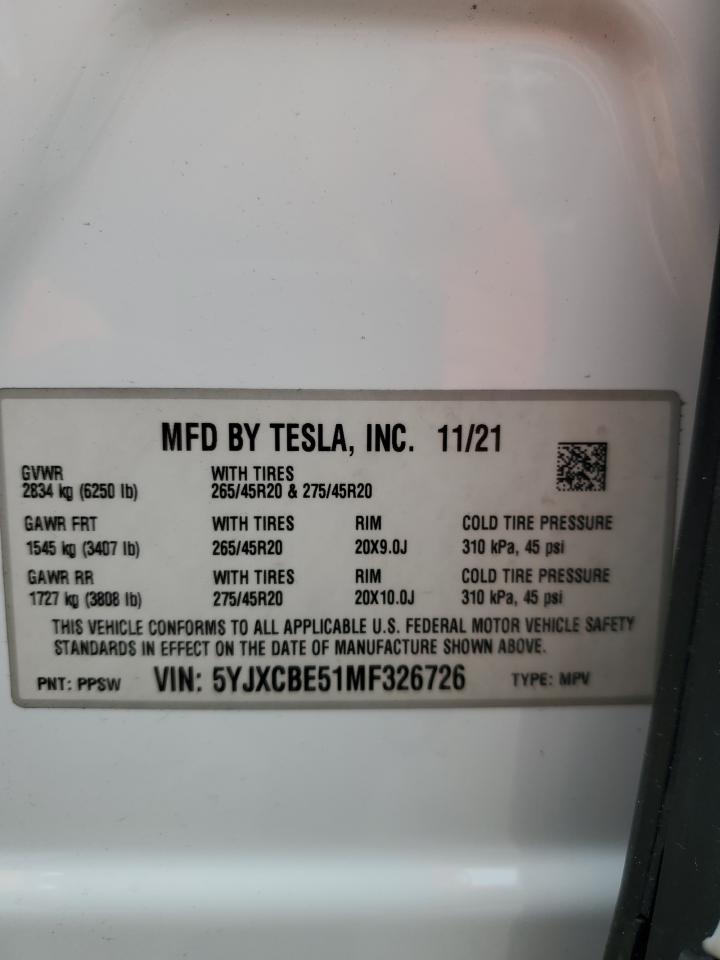 MFD BY TESLA, INC. 11/21
GVWR WITH TIRES
2834 kg (6250 lb) 265/45R20 & 275/45R20
GAWR FRT WITH TIRES RIM COLD TIRE PRESSURE
1545 kg (3407 lb) 265/45R20 20X9.0J 310 kPa, 45 psi
GAWR RR WITH TIRES RIM COLD TIRE PRESSURE
1727 kg (3808 lb) 275/45R20 20X10.0J 310 kPa, 45 psi
THIS VEHICLE CONFORMS TO ALL APPLICABLE U.S. FEDERAL MOTOR VEHICLE SAFETY
STANDARDS IN EFFECT ON THE DATE OF MANUFACTURE SHOWN ABOVE.
PNT: PPSW VIN: 5YJXCBE51MF326726 TYPE: MPV